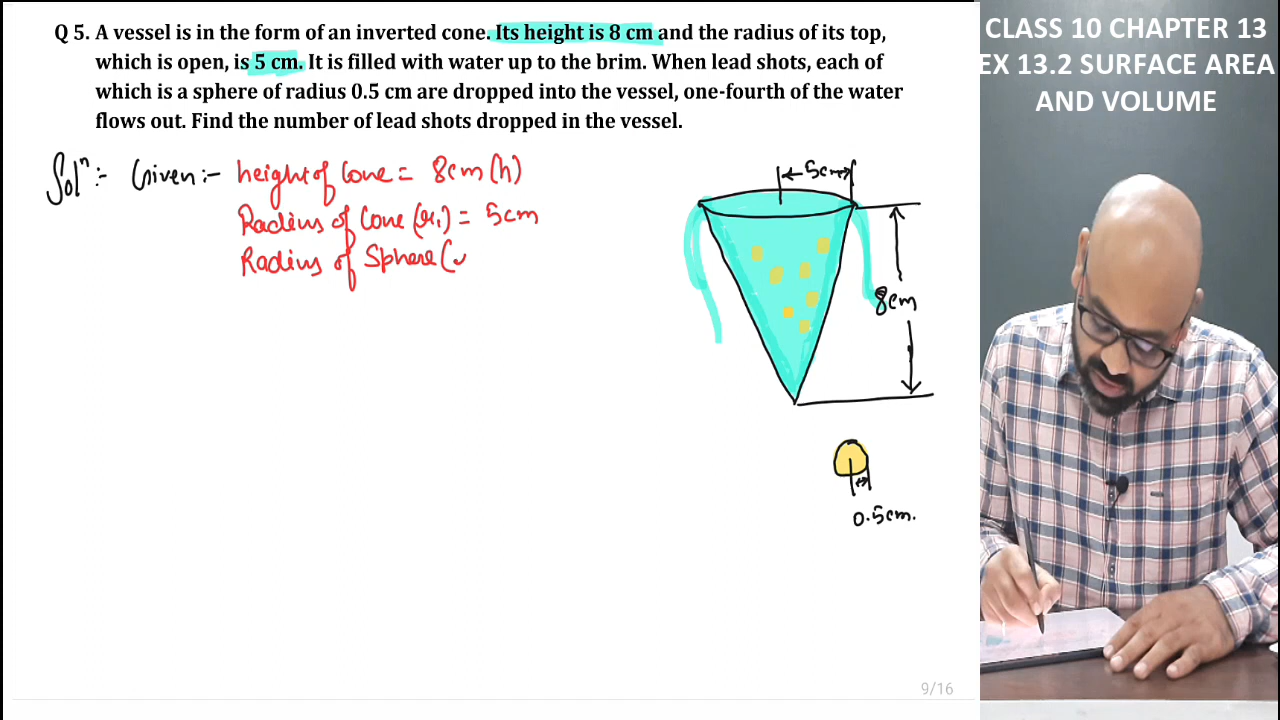 Q 5. A vessel is in the form of an inverted cone. Its height is 8 cm and the radius of its top,
which is open, is 5 cm. It is filled with water up to the brim. When lead shots, each of
which is a sphere of radius 0.5 cm are dropped into the vessel, one-fourth of the water
flows out. Find the number of lead shots dropped in the vessel.
Solⁿ:- Given:- height of Cone = 8cm (h)
Radius of Cone (r₁) = 5cm
Radius of Sphere (
5cm
8cm
0.5cm.
9/16
CLASS 10 CHAPTER 13
EX 13.2 SURFACE AREA
AND VOLUME